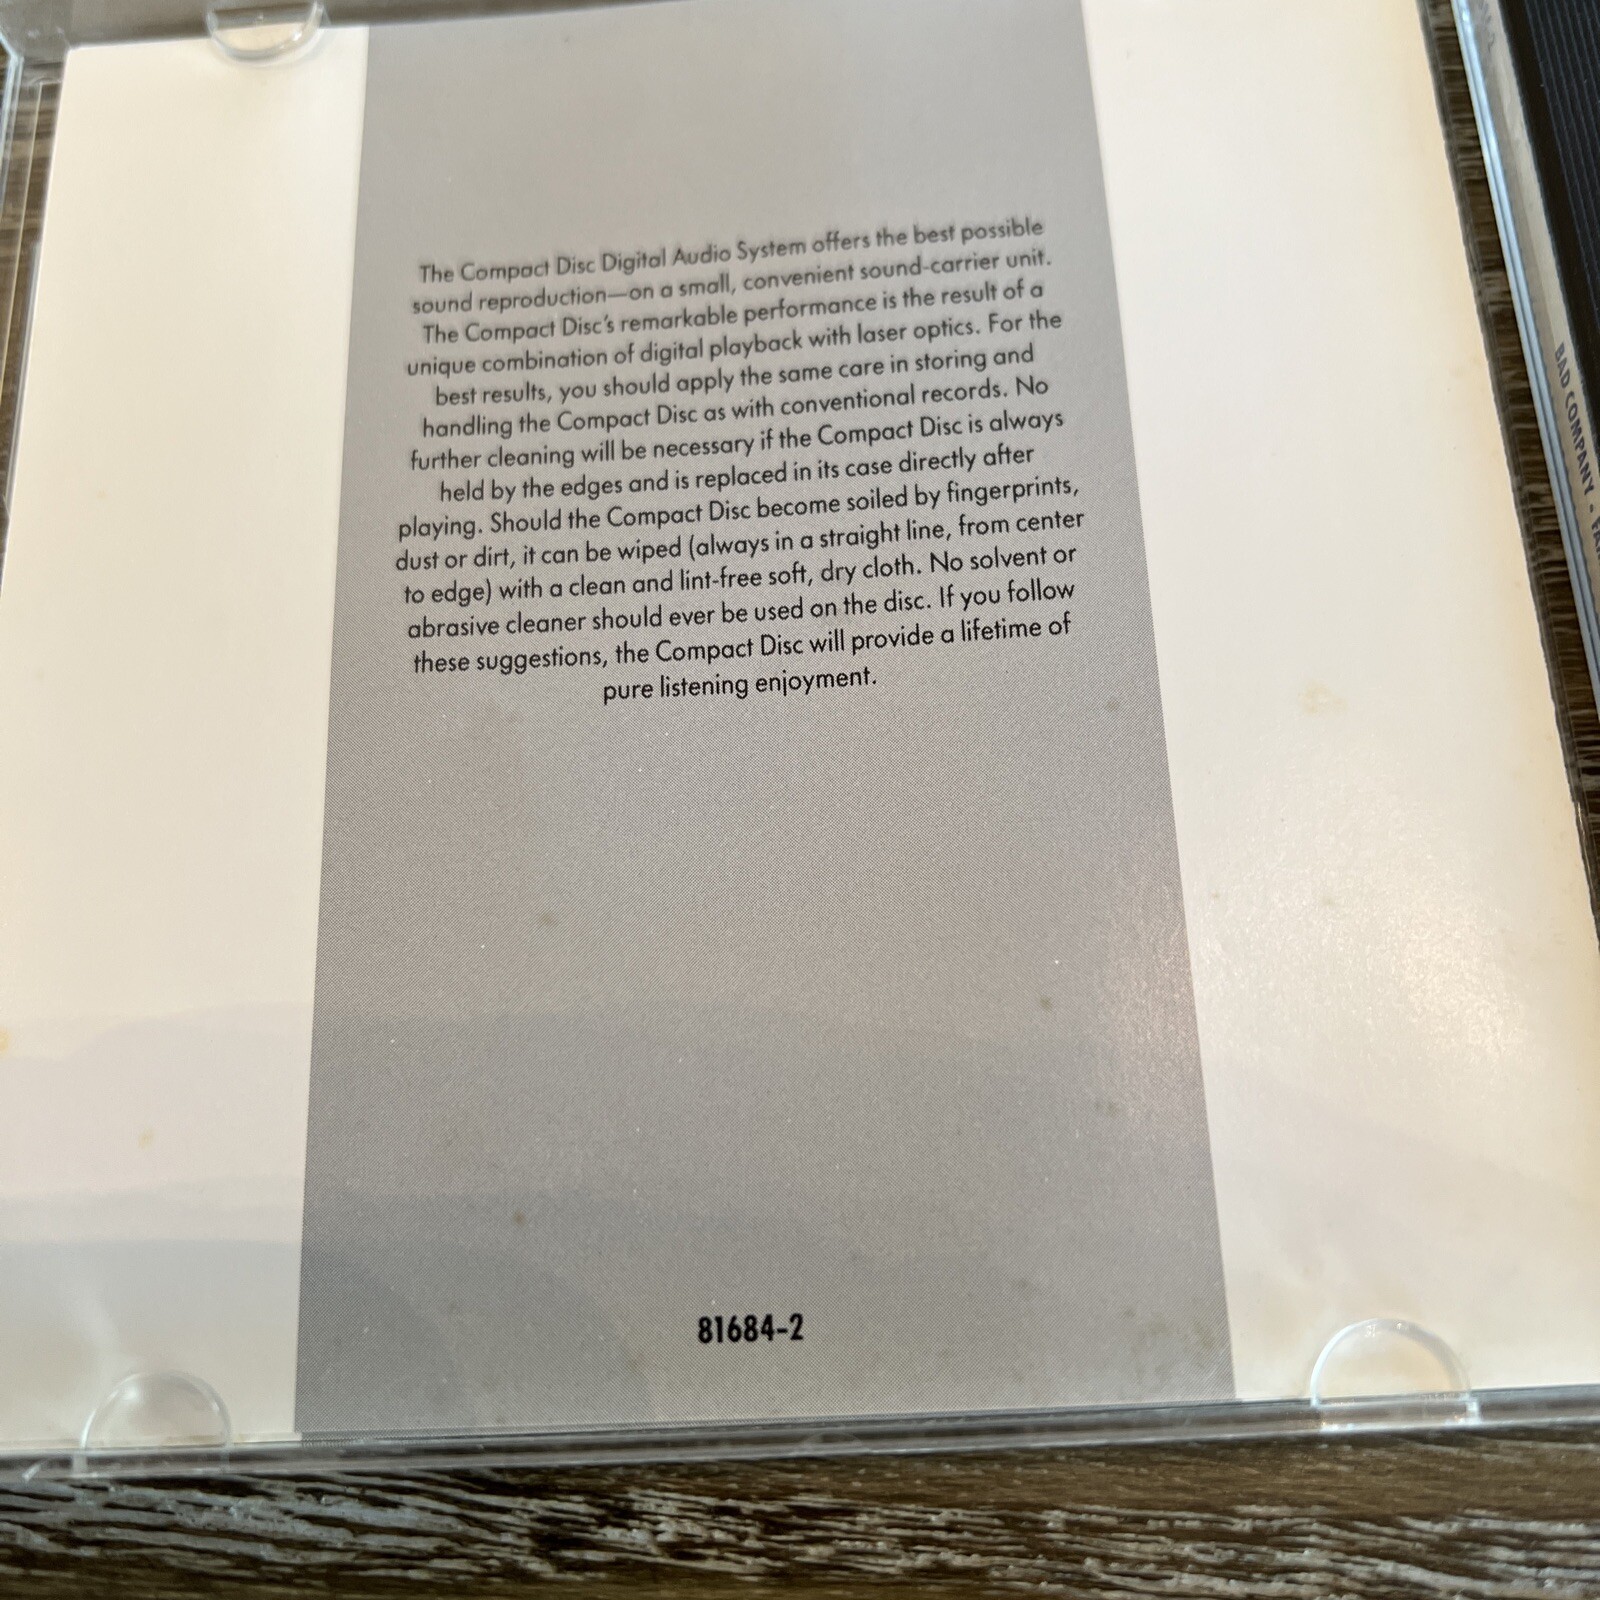 The Compact Disc Digital Audio System offers the best possible
sound reproduction—on a small, convenient sound-carrier unit.
The Compact Disc's remarkable performance is the result of a
unique combination of digital playback with laser optics. For the
best results, you should apply the same care in storing and
handling the Compact Disc as with conventional records. No
further cleaning will be necessary if the Compact Disc is always
held by the edges and is replaced in its case directly after
playing. Should the Compact Disc become soiled by fingerprints,
dust or dirt, it can be wiped (always in a straight line, from center
to edge) with a clean and lint-free soft, dry cloth. No solvent or
abrasive cleaner should ever be used on the disc. If you follow
these suggestions, the Compact Disc will provide a lifetime of
pure listening enjoyment.
81684-2
BAD COMPANY •